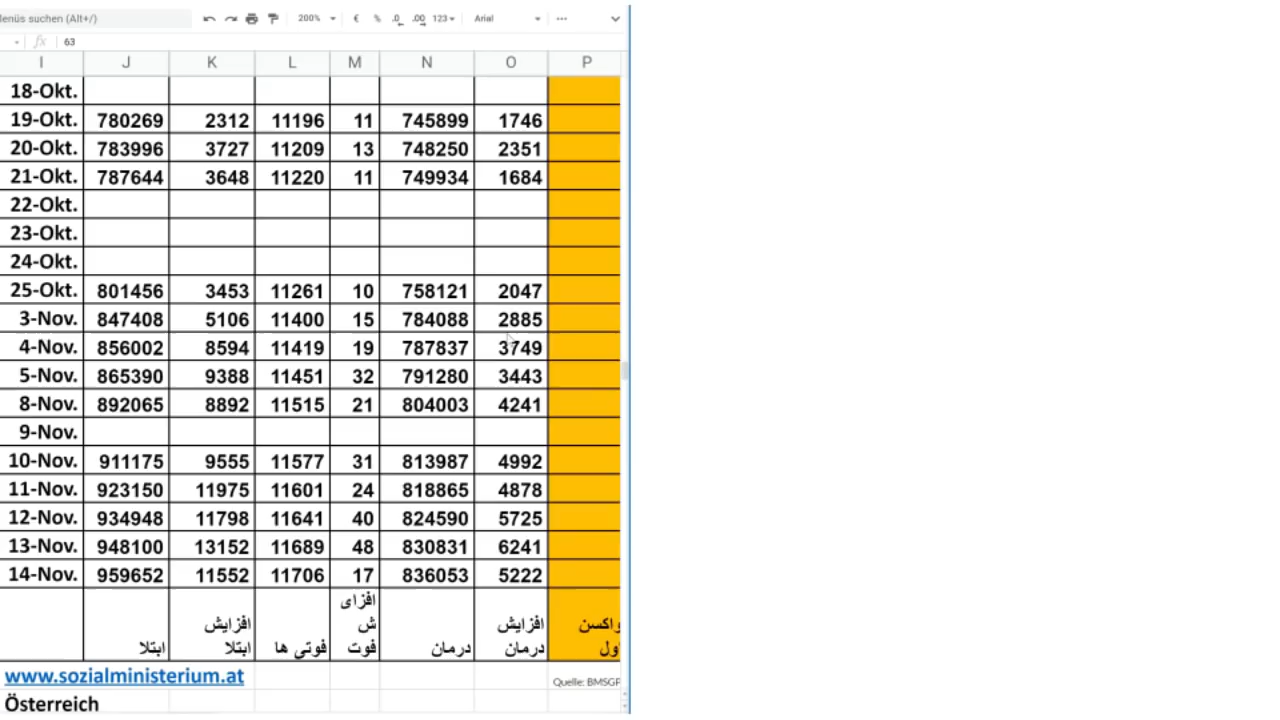 enüs suchen (Alt+/) 200% € % .0 .00 123 Arial
fx 63
I J K L M N O P
18-Okt.
19-Okt. 780269 2312 11196 11 745899 1746
20-Okt. 783996 3727 11209 13 748250 2351
21-Okt. 787644 3648 11220 11 749934 1684
22-Okt.
23-Okt.
24-Okt.
25-Okt. 801456 3453 11261 10 758121 2047
3-Nov. 847408 5106 11400 15 784088 2885
4-Nov. 856002 8594 11419 19 787837 3749
5-Nov. 865390 9388 11451 32 791280 3443
8-Nov. 892065 8892 11515 21 804003 4241
9-Nov.
10-Nov. 911175 9555 11577 31 813987 4992
11-Nov. 923150 11975 11601 24 818865 4878
12-Nov. 934948 11798 11641 40 824590 5725
13-Nov. 948100 13152 11689 48 830831 6241
14-Nov. 959652 11552 11706 17 836053 5222
ابتلا
افزایش
ابتلا
فوتی ها
افزای
ش
فوت
درمان
افزایش
درمان
واکسن
اول
www.sozialministerium.at
Quelle: BMSGP
Österreich